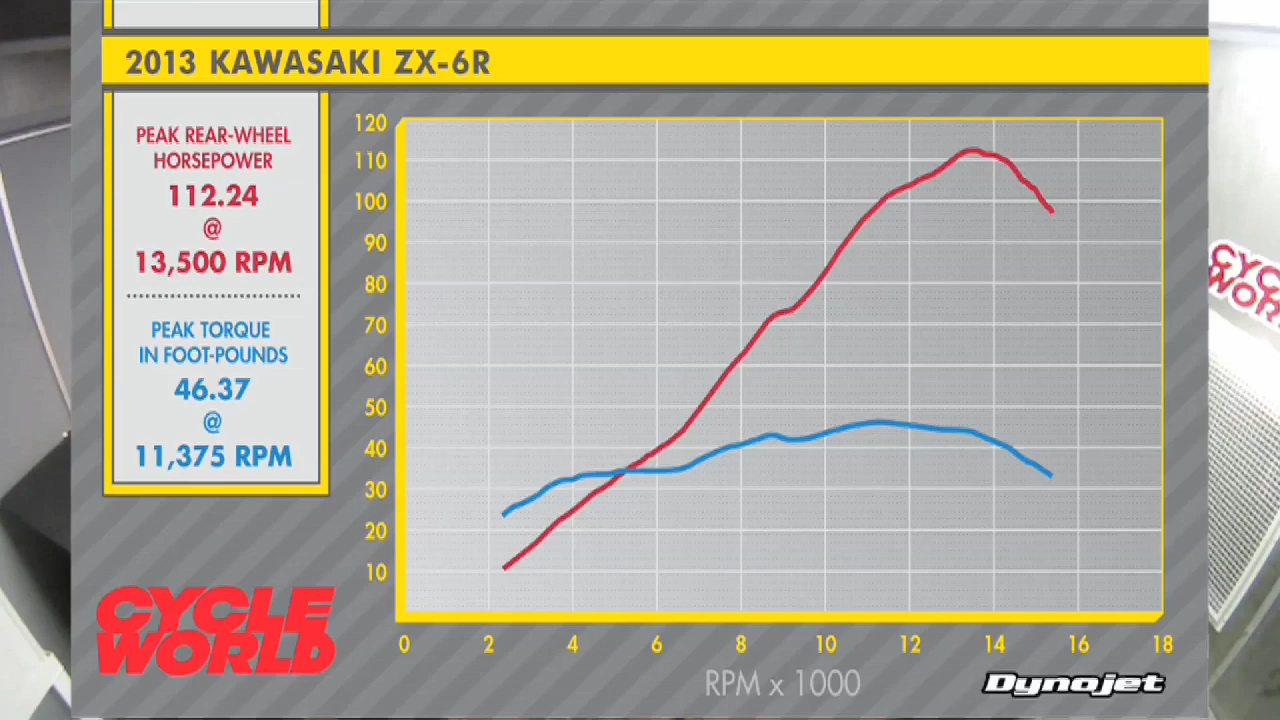 2013 KAWASAKI ZX-6R
PEAK REAR-WHEEL
HORSEPOWER
112.24
@
13,500 RPM
PEAK TORQUE
IN FOOT-POUNDS
46.37
@
11,375 RPM
CYCLE
WORLD
120
110
100
90
80
70
60
50
40
30
20
10
0 2 4 6 8 10 12 14 16 18
RPM x 1000
Dynojet
CYC
WOR